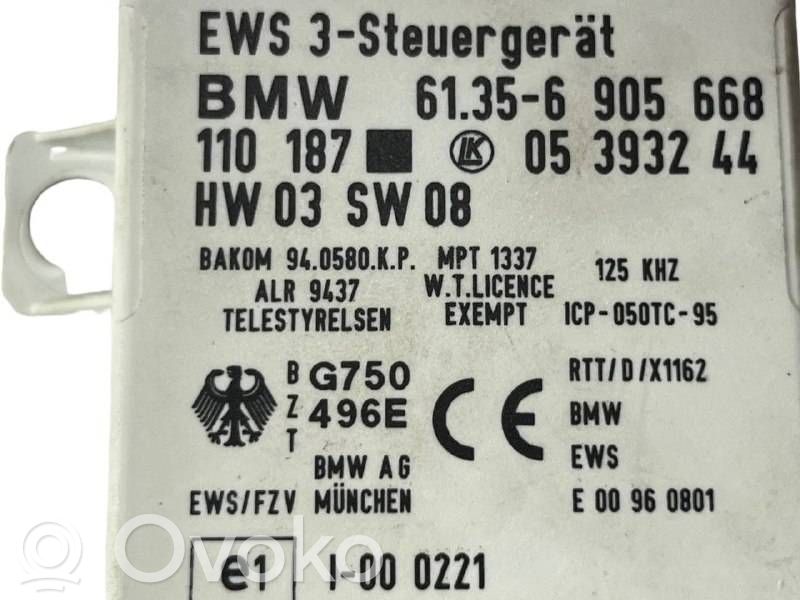 EWS 3-Steuergerät
BMW 61.35-6 905 668
110 187 LK 05 3932 44
HW 03 SW 08
BAKOM 94.0580.K.P. MPT 1337 125 KHZ
ALR 9437 W.T.LICENCE
TELESTYRELSEN EXEMPT ICP-050TC-95
BZT G750 496E CE RTT/D/X1162
BMW
BMW AG EWS
EWS/FZV MÜNCHEN E 00 96 0801
e1 I-00 0221
Ovoko